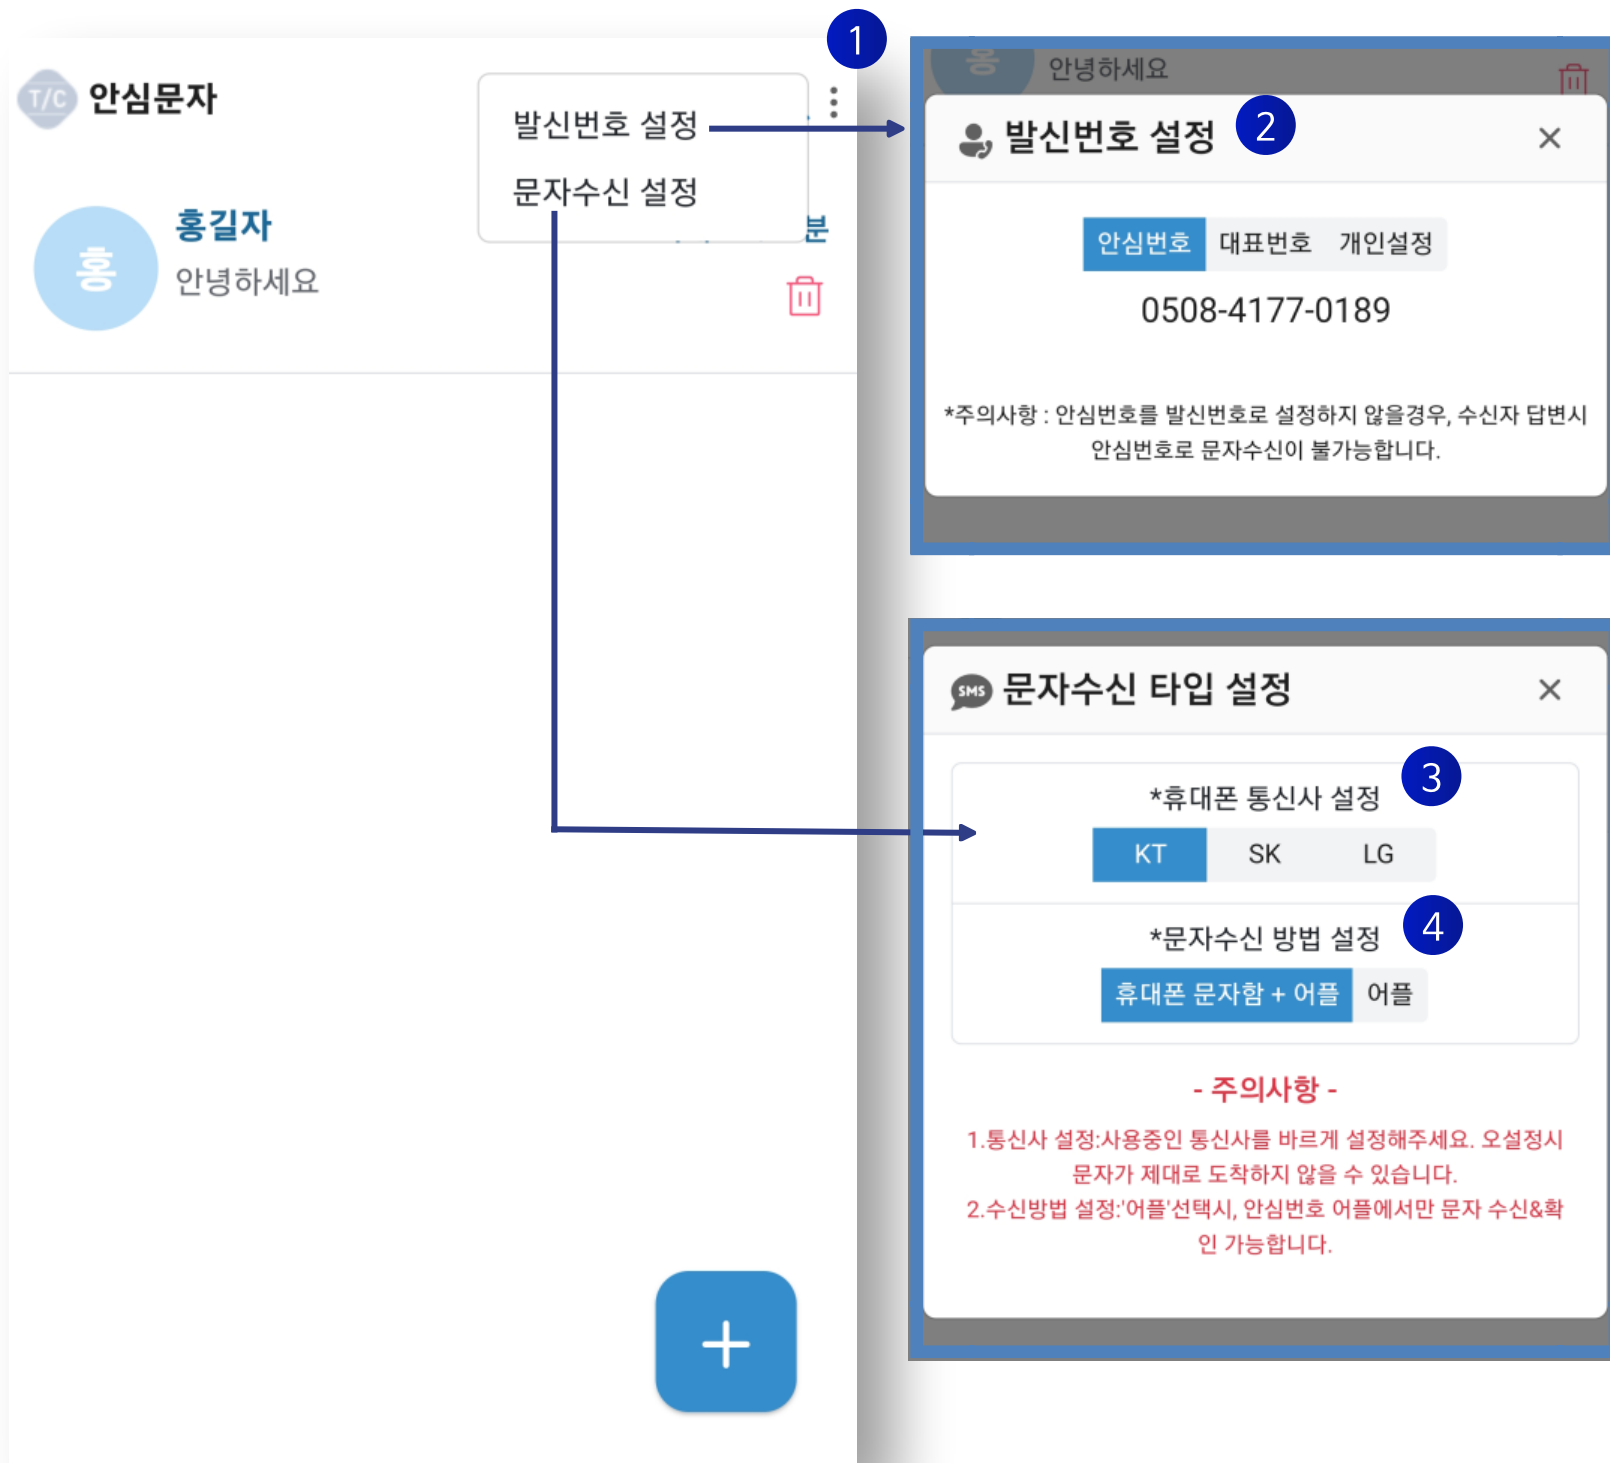 1
T/C 안심문자
발신번호 설정
문자수신 설정
홍
홍길자
분
안녕하세요
홍
안녕하세요
발신번호 설정 2
안심번호 대표번호 개인설정
0508-4177-0189
*주의사항 : 안심번호를 발신번호로 설정하지 않을경우, 수신자 답변시
안심번호로 문자수신이 불가능합니다.
SMS 문자수신 타입 설정
*휴대폰 통신사 설정 3
KT SK LG
*문자수신 방법 설정 4
휴대폰 문자함 + 어플 어플
- 주의사항 -
1.통신사 설정:사용중인 통신사를 바르게 설정해주세요. 오설정시
문자가 제대로 도착하지 않을 수 있습니다.
2.수신방법 설정:'어플'선택시, 안심번호 어플에서만 문자 수신&확
인 가능합니다.